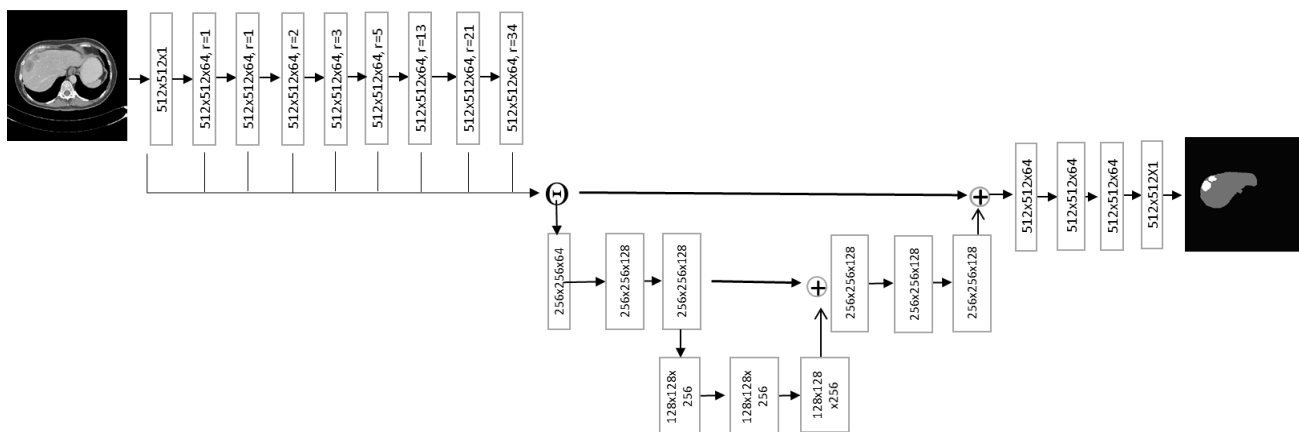 512x512x1
512x512x64, r=1
512x512x64, r=1
512x512x64, r=2
512x512x64, r=3
512x512x64, r=5
512x512x64, r=13
512x512x64, r=21
512x512x64, r=34
Θ
+
512x512x64
512x512x64
512x512x64
512x512X1
256x256x64
256x256x128
256x256x128
+
256x256x128
256x256x128
256x256x128
128x128x
256
128x128x
256
128x128
x256